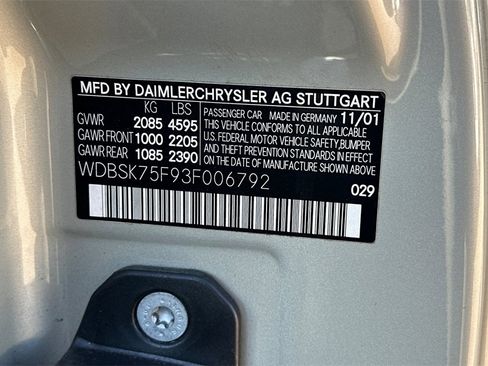 MFD BY DAIMLERCHRYSLER AG STUTTGART
KG LBS
GVWR 2085 4595
GAWR FRONT 1000 2205
GAWR REAR 1085 2390
PASSENGER CAR MADE IN GERMANY 11/01
THIS VEHICLE CONFORMS TO ALL APPLICABLE
U.S. FEDERAL MOTOR VEHICLE SAFETY, BUMPER
AND THEFT PREVENTION STANDARDS IN EFFECT
ON THE DATE OF MANUFACTURE SHOWN ABOVE
WDBSK75F93F006792
029